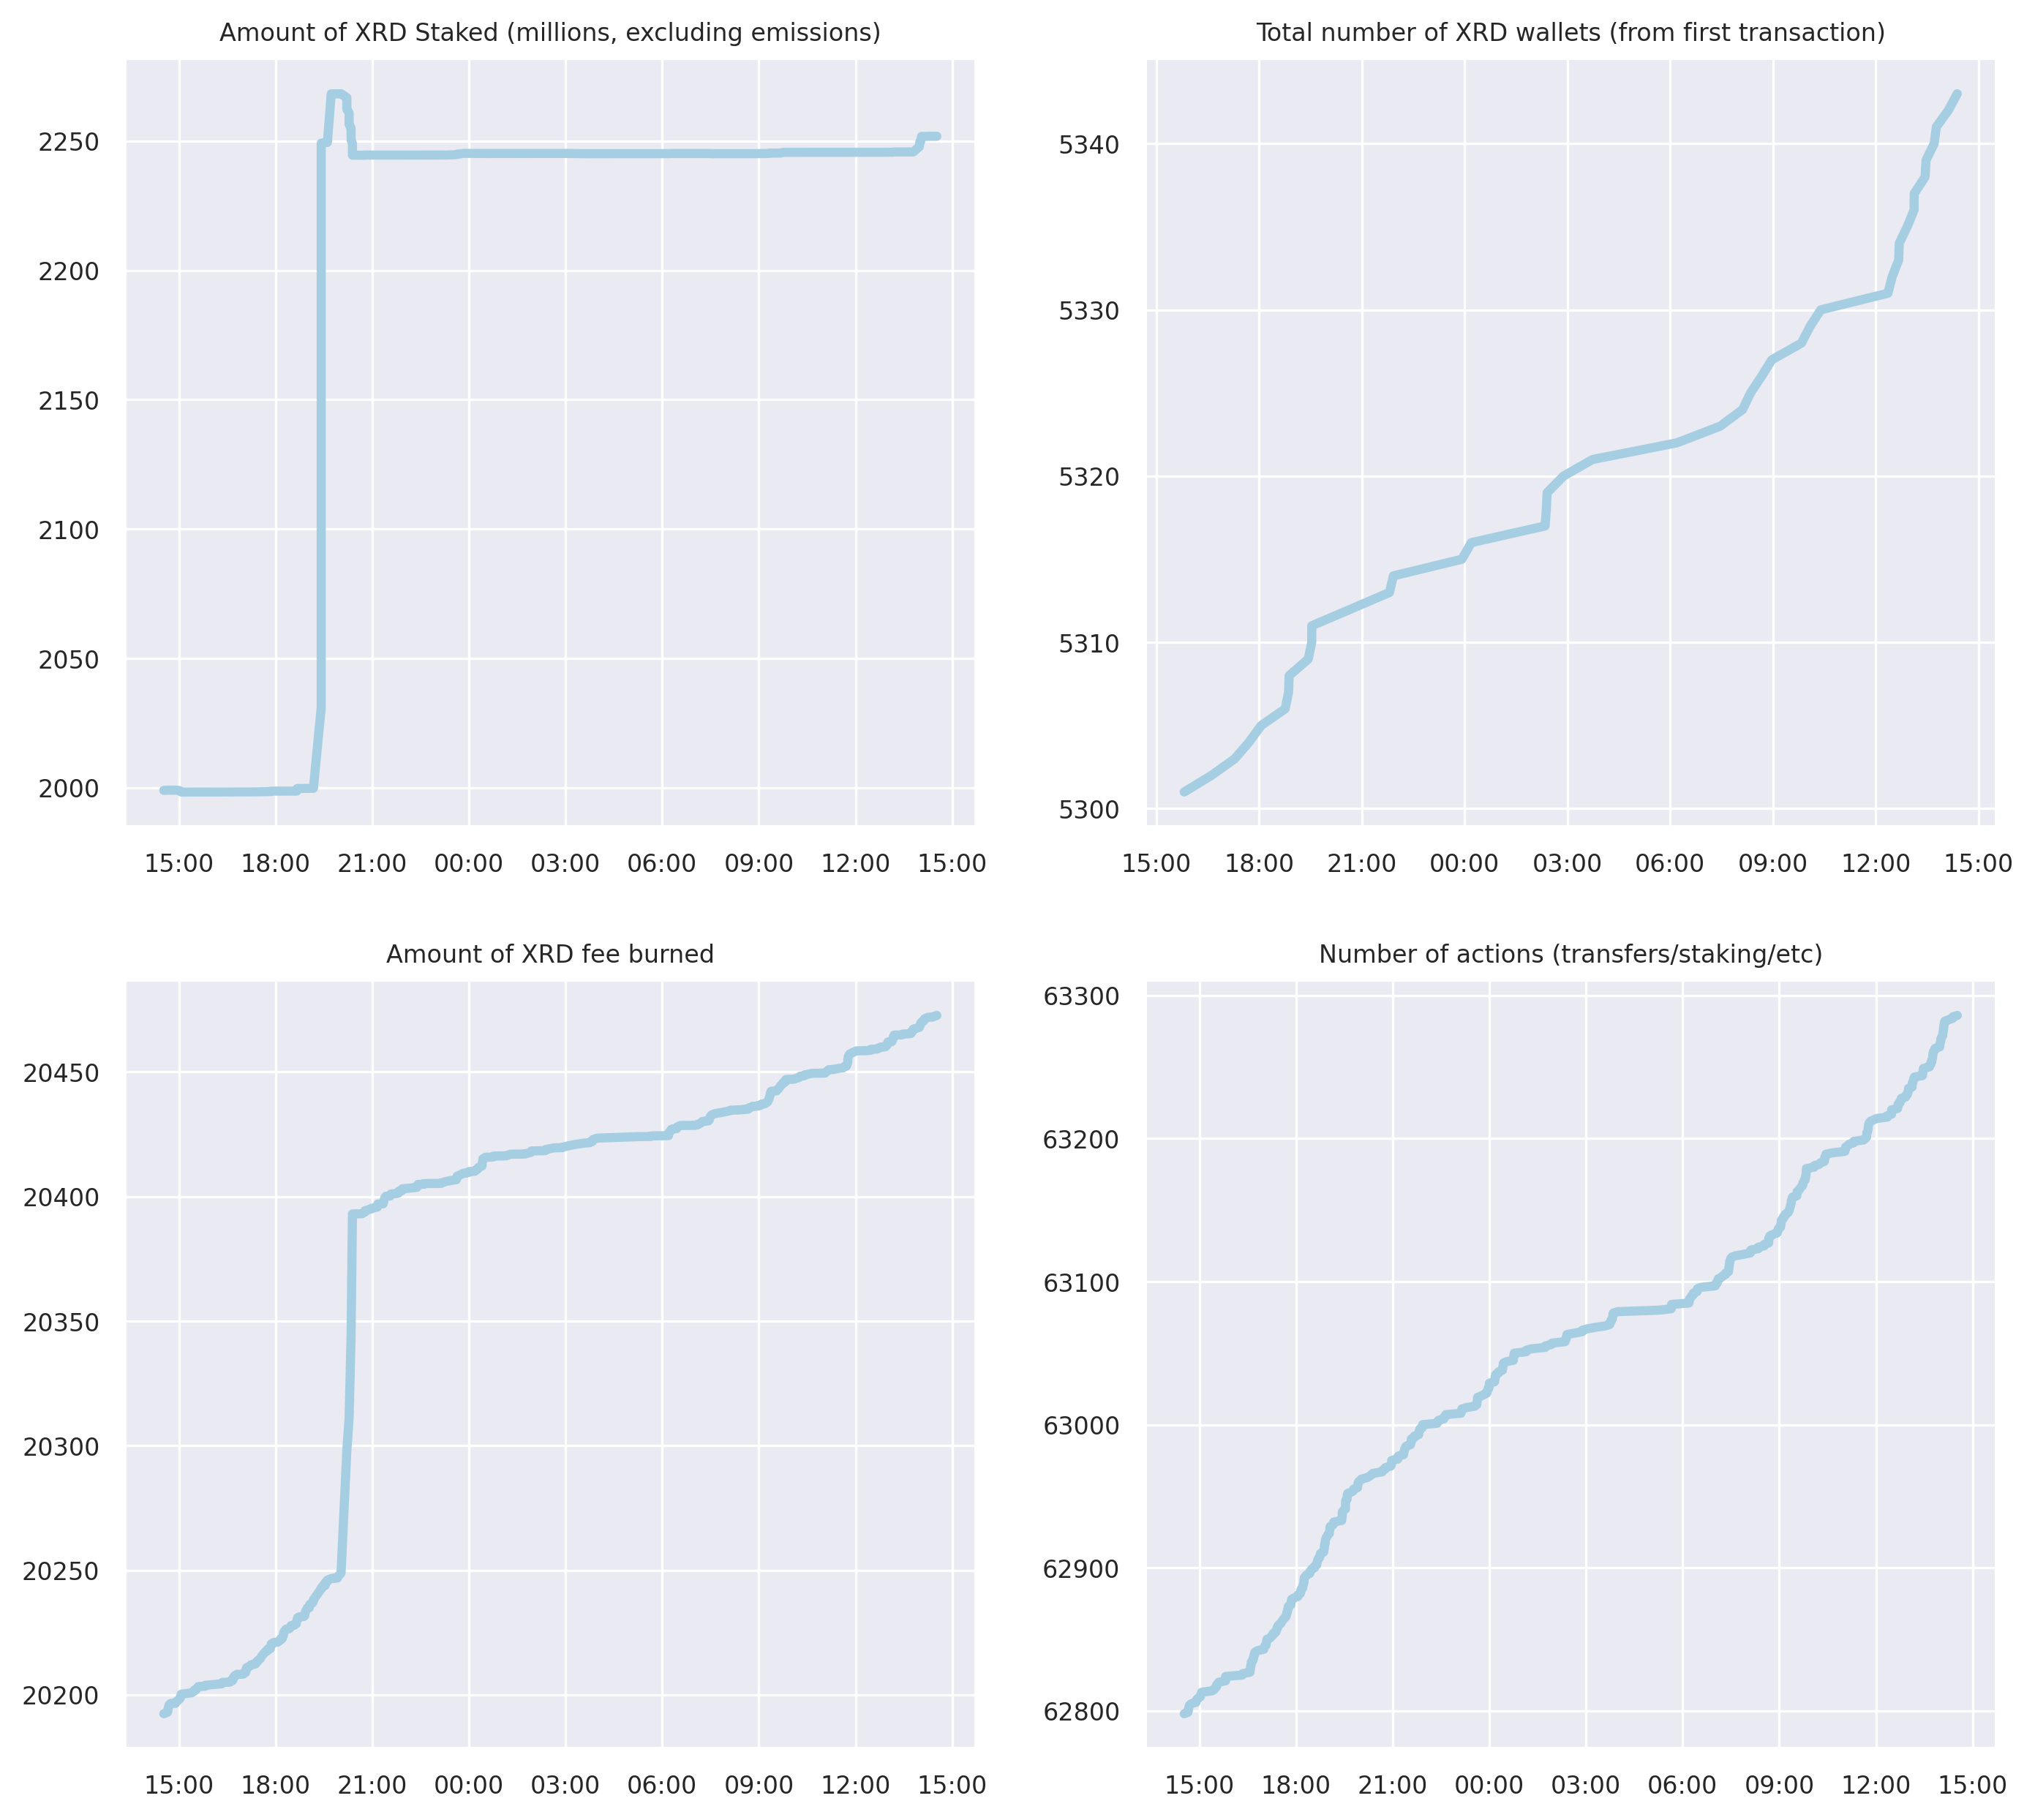 Amount of XRD Staked (millions, excluding emissions)
2250
2200
2150
2100
2050
2000
15:00 18:00 21:00 00:00 03:00 06:00 09:00 12:00 15:00
Total number of XRD wallets (from first transaction)
5340
5330
5320
5310
5300
15:00 18:00 21:00 00:00 03:00 06:00 09:00 12:00 15:00
Amount of XRD fee burned
20450
20400
20350
20300
20250
20200
15:00 18:00 21:00 00:00 03:00 06:00 09:00 12:00 15:00
Number of actions (transfers/staking/etc)
63300
63200
63100
63000
62900
62800
15:00 18:00 21:00 00:00 03:00 06:00 09:00 12:00 15:00